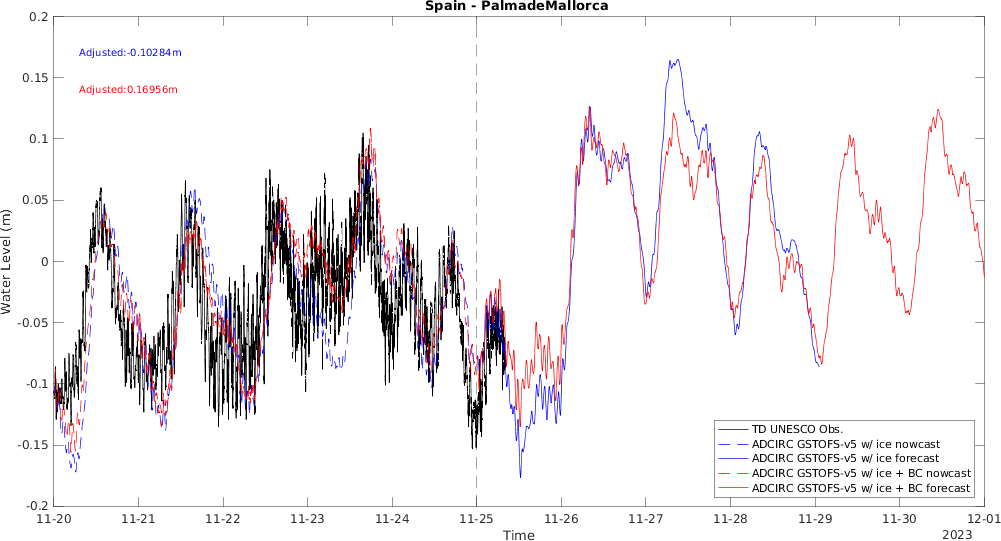 Spain - PalmadeMallorca
0.2
0.15
0.1
0.05
0
-0.05
-0.1
-0.15
-0.2
Water Level (m)
Adjusted:-0.10284m
Adjusted:0.16956m
TD UNESCO Obs.
ADCIRC GSTOFS-v5 w/ ice nowcast
ADCIRC GSTOFS-v5 w/ ice forecast
ADCIRC GSTOFS-v5 w/ ice + BC nowcast
ADCIRC GSTOFS-v5 w/ ice + BC forecast
11-20 11-21 11-22 11-23 11-24 11-25 11-26 11-27 11-28 11-29 11-30 12-01
Time
2023